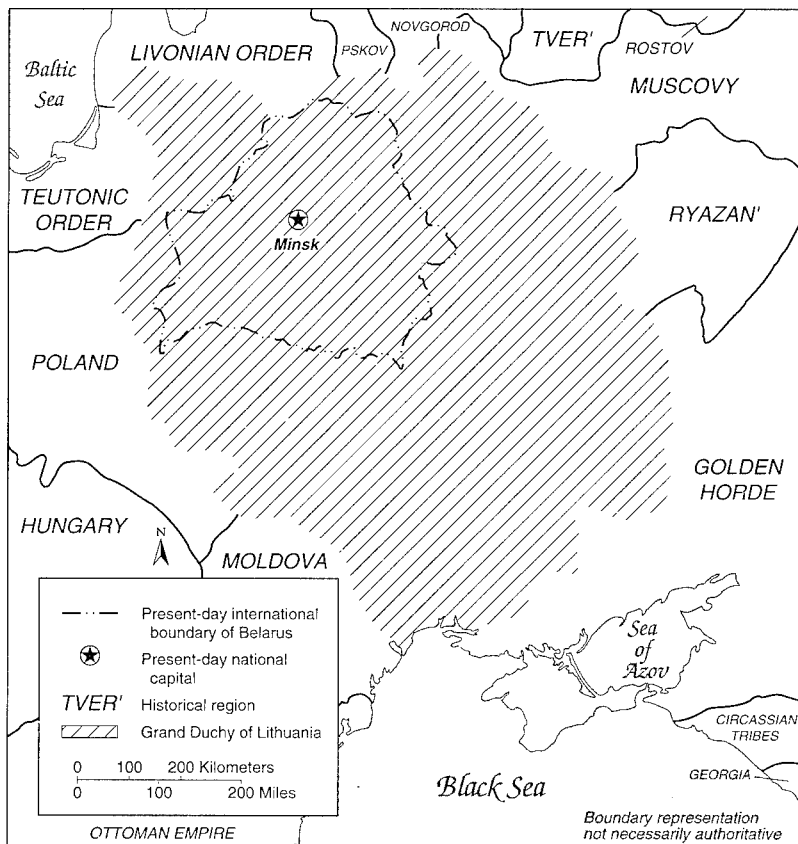 LIVONIAN ORDER
PSKOV
NOVGOROD
TVER'
ROSTOV
Baltic
Sea
MUSCOVY
TEUTONIC
ORDER
Minsk
RYAZAN'
POLAND
GOLDEN
HORDE
HUNGARY
N
MOLDOVA
Present-day international
boundary of Belarus
Present-day national
capital
TVER' Historical region
Grand Duchy of Lithuania
0 100 200 Kilometers
0 100 200 Miles
Sea
of
Azov
CIRCASSIAN
TRIBES
GEORGIA
Black Sea
OTTOMAN EMPIRE
Boundary representation
not necessarily authoritative